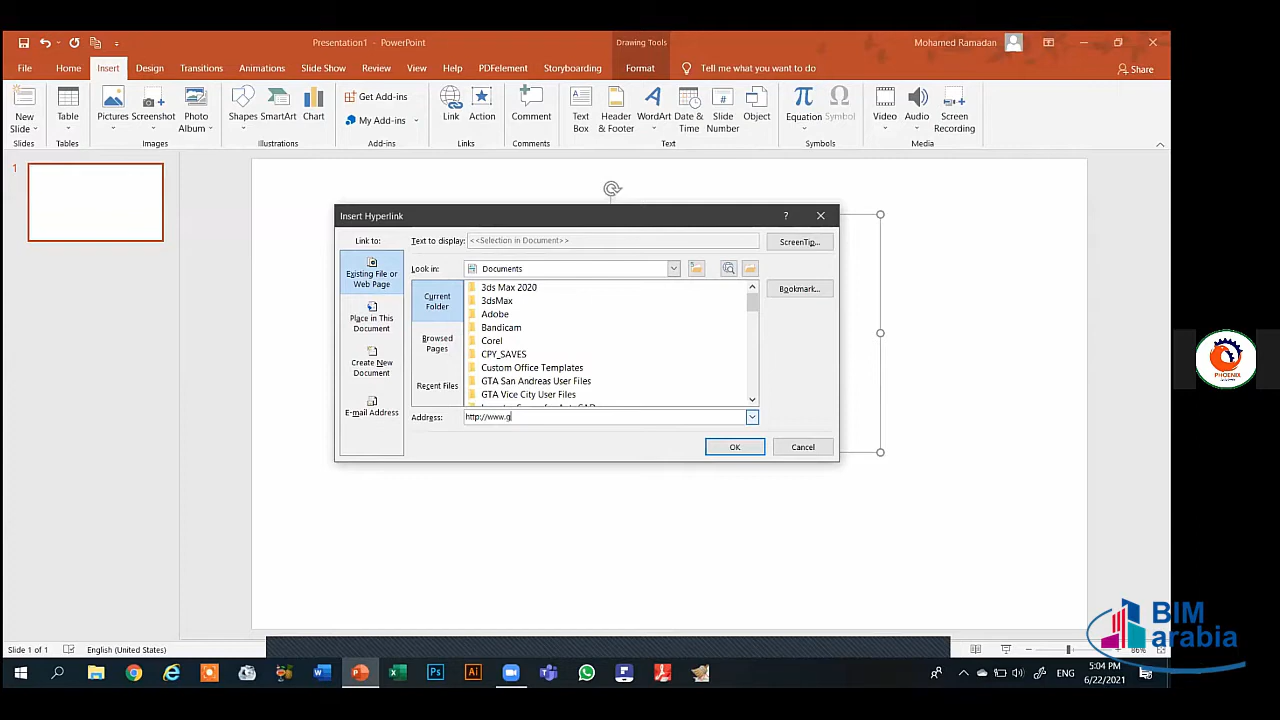 Presentation1 - PowerPoint
Drawing Tools
Mohamed Ramadan
File Home Insert Design Transitions Animations Slide Show Review View Help PDFelement Storyboarding Format Tell me what you want to do Share
New Slide
Table
Pictures
Screenshot
Photo Album
Shapes
SmartArt
Chart
Get Add-ins
My Add-ins
Link
Action
Comment
Text Box
Header & Footer
WordArt
Date & Time
Slide Number
Object
Equation
Symbol
Video
Audio
Screen Recording
Slides Tables Images Illustrations Add-ins Links Comments Text Symbols Media
1
Insert Hyperlink ?
Link to:
Existing File or Web Page
Place in This Document
Create New Document
E-mail Address
Text to display: <<Selection in Document>>
ScreenTip...
Look in: Documents
Bookmark...
Current Folder
Browsed Pages
Recent Files
3ds Max 2020
3dsMax
Adobe
Bandicam
Corel
CPY_SAVES
Custom Office Templates
GTA San Andreas User Files
GTA Vice City User Files
Address: http://www.g
OK Cancel
PHOENIX
BIM
arabia
Slide 1 of 1 English (United States) 86%
ENG
5:04 PM
6/22/2021